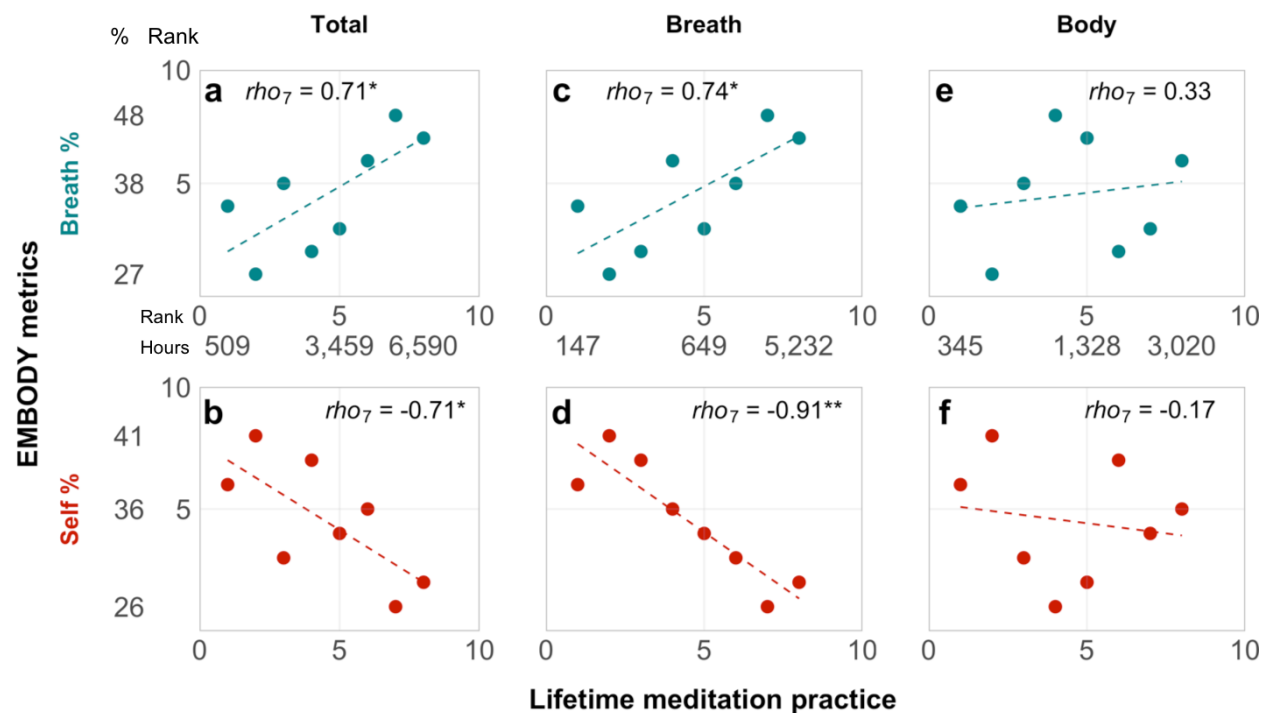 Total Breath Body
% Rank
10
a rho7 = 0.71* c rho7 = 0.74* e rho7 = 0.33
48
38 5
27
Breath %
EMBODY metrics
Rank 0 5 10 0 5 10 0 5 10
Hours 509 3,459 6,590 147 649 5,232 345 1,328 3,020
10
b rho7 = -0.71* d rho7 = -0.91** f rho7 = -0.17
41
36 5
26
Self %
0 5 10 0 5 10 0 5 10
Lifetime meditation practice